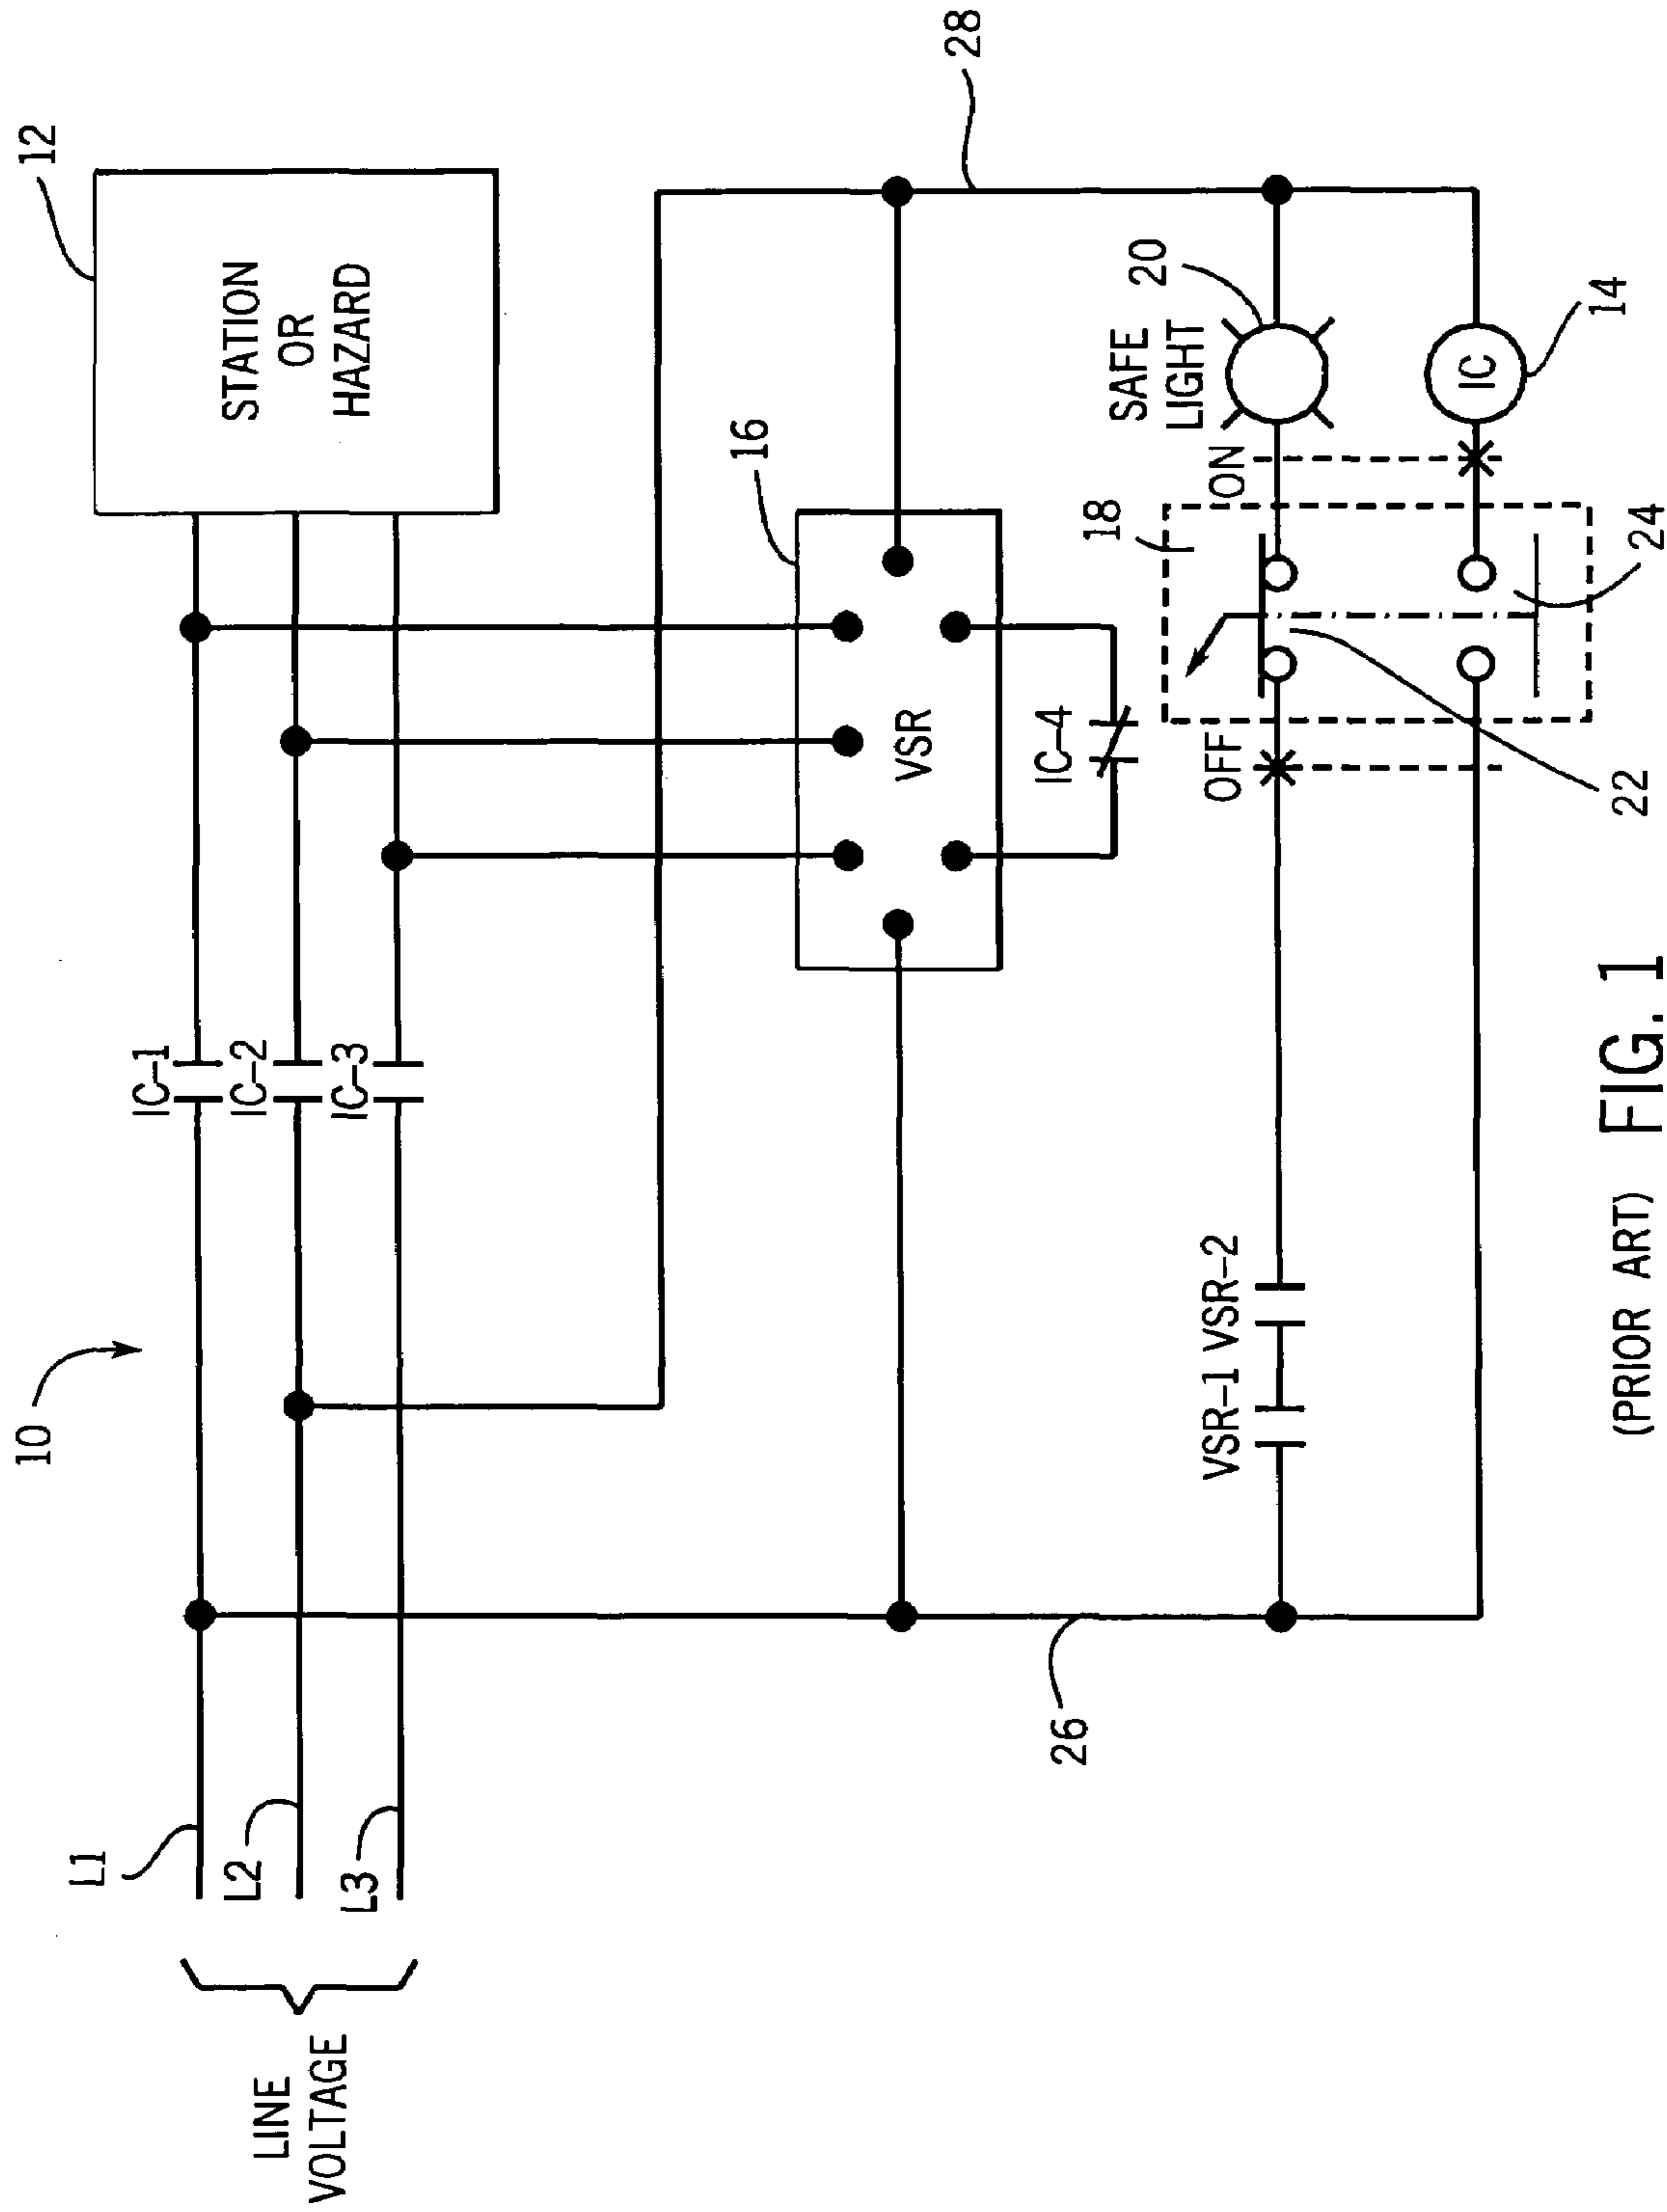 10
12
LINE
VOLTAGE
L1
L2
L3
IC-1
IC-2
IC-3
STATION
OR
HAZARD
16
VSR
28
IC-4
26
VSR-1 VSR-2
OFF
18
ON
SAFE
LIGHT
20
22
24
IC
14
(PRIOR ART) FIG. 1